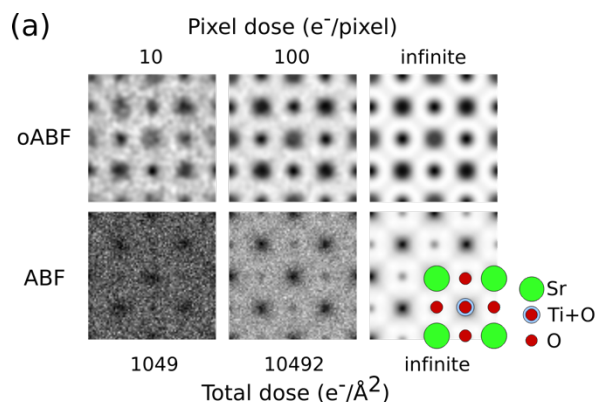 (a)
Pixel dose (e⁻/pixel)
10 100 infinite
oABF
ABF
Sr
Ti+O
O
1049 10492 infinite
Total dose (e⁻/Å²)